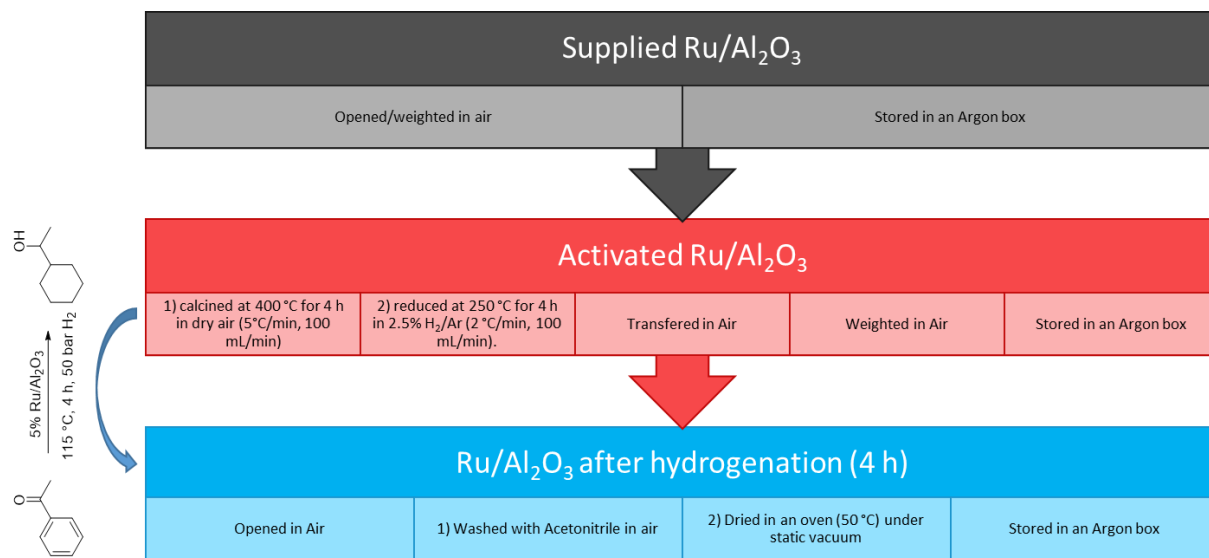 Supplied Ru/Al₂O₃
Opened/weighted in air
Stored in an Argon box
Activated Ru/Al₂O₃
1) calcined at 400 °C for 4 h
in dry air (5°C/min, 100
mL/min)
2) reduced at 250 °C for 4 h
in 2.5% H₂/Ar (2 °C/min, 100
mL/min).
Transfered in Air
Weighted in Air
Stored in an Argon box
Ru/Al₂O₃ after hydrogenation (4 h)
Opened in Air
1) Washed with Acetonitrile in air
2) Dried in an oven (50 °C) under
static vacuum
Stored in an Argon box
O
5% Ru/Al₂O₃
115 °C, 4 h, 50 bar H₂
OH